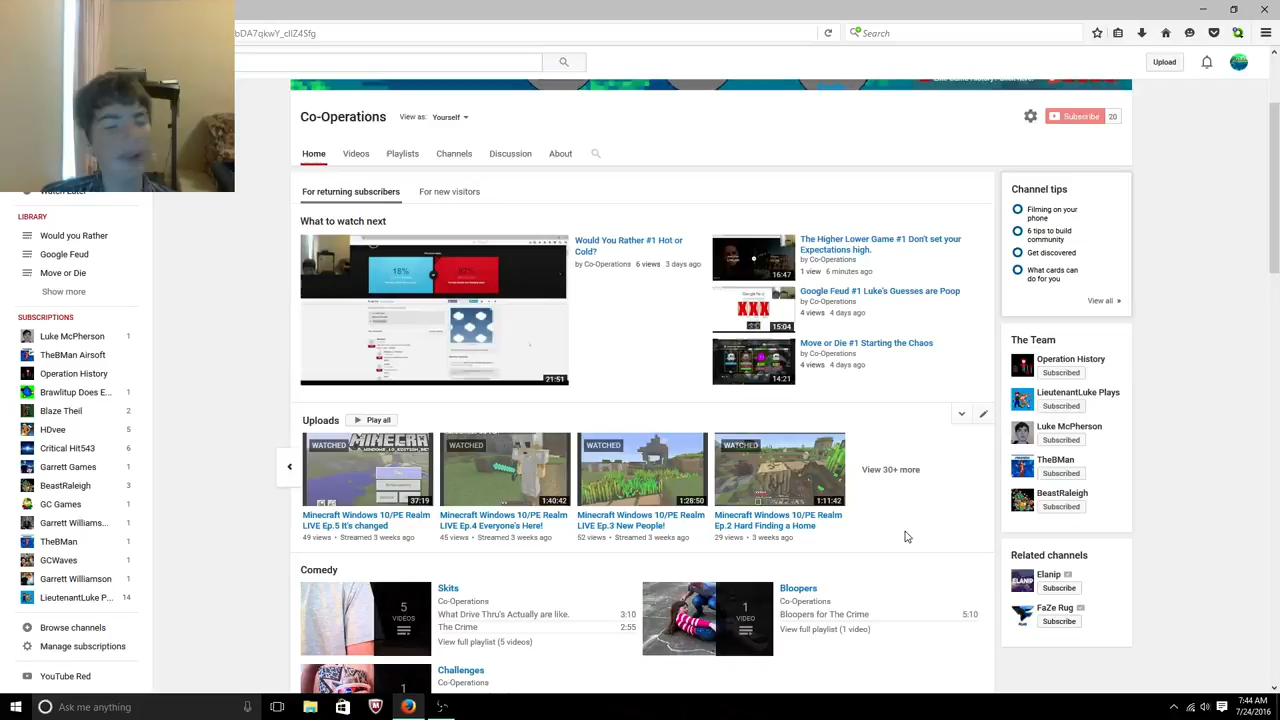 bDA7qkwY_cIIZ4Sfg
Search
Upload
Co-Operations
View as: Yourself
Subscribe 20
Home Videos Playlists Channels Discussion About
Watch Later
LIBRARY
Would you Rather
Google Feud
Move or Die
Show more
SUBSCRIPTIONS
Luke McPherson 1
TheBMan Airsoft
Operation History
Brawlitup Does E... 1
Blaze Theil 2
HDvee 5
Critical Hit543 6
Garrett Games 1
BeastRaleigh 3
GC Games 1
Garrett Williams... 1
TheBMan 1
GCWaves 1
Garrett Williamson 1
LieutenantLuke P... 14
Browse channels
Manage subscriptions
YouTube Red
For returning subscribers For new visitors
What to watch next
18%
21:51
Would You Rather #1 Hot or
Cold?
by Co-Operations 6 views 3 days ago
16:47
The Higher Lower Game #1 Don't set your
Expectations high.
by Co-Operations
1 view 6 minutes ago
XXX
15:04
Google Feud #1 Luke's Guesses are Poop
by Co-Operations
4 views 4 days ago
14:21
Move or Die #1 Starting the Chaos
by Co-Operations
4 views 4 days ago
Uploads Play all
WATCHED
MINECRA
37:19
Minecraft Windows 10/PE Realm
LIVE Ep.5 It's changed
49 views • Streamed 3 weeks ago
WATCHED
1:40:42
Minecraft Windows 10/PE Realm
LIVE Ep.4 Everyone's Here!
45 views • Streamed 3 weeks ago
WATCHED
1:28:50
Minecraft Windows 10/PE Realm
LIVE Ep.3 New People!
52 views • Streamed 3 weeks ago
WATCHED
1:11:42
Minecraft Windows 10/PE Realm
Ep.2 Hard Finding a Home
29 views • 3 weeks ago
View 30+ more
Comedy
5
VIDEOS
Skits
Co-Operations
What Drive Thru's Actually are like. 3:10
The Crime 2:55
View full playlist (5 videos)
1
VIDEO
Bloopers
Co-Operations
Bloopers for The Crime 5:10
View full playlist (1 video)
1
Challenges
Co-Operations
Channel tips
Filming on your
phone
6 tips to build
community
Get discovered
What cards can
do for you
View all »
The Team
Operation History
Subscribed
LieutenantLuke Plays
Subscribed
Luke McPherson
Subscribed
TheBMan
Subscribed
BeastRaleigh
Subscribed
Related channels
Elanip
Subscribe
FaZe Rug
Subscribe
Ask me anything
7:44 AM
7/24/2016